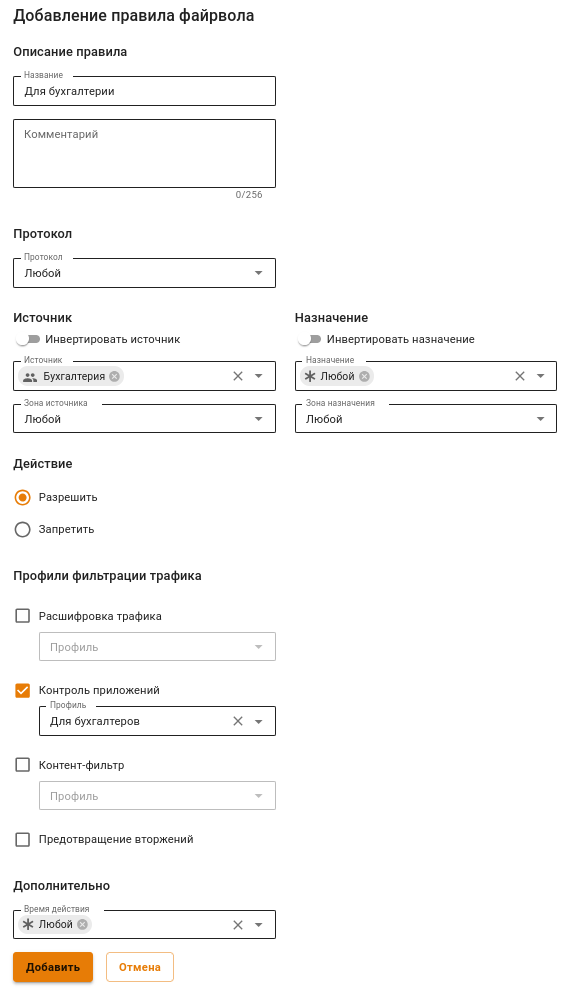 Добавление правила файрвола
Описание правила
Название
Для бухгалтерии
Комментарий
0/256
Протокол
Протокол
Любой
Источник
Инвертировать источник
Источник
Бухгалтерия
Зона источника
Любой
Назначение
Инвертировать назначение
Назначение
Любой
Зона назначения
Любой
Действие
Разрешить
Запретить
Профили фильтрации трафика
Расшифровка трафика
Профиль
Контроль приложений
Профиль
Для бухгалтеров
Контент-фильтр
Профиль
Предотвращение вторжений
Дополнительно
Время действия
Любой
Добавить
Отмена